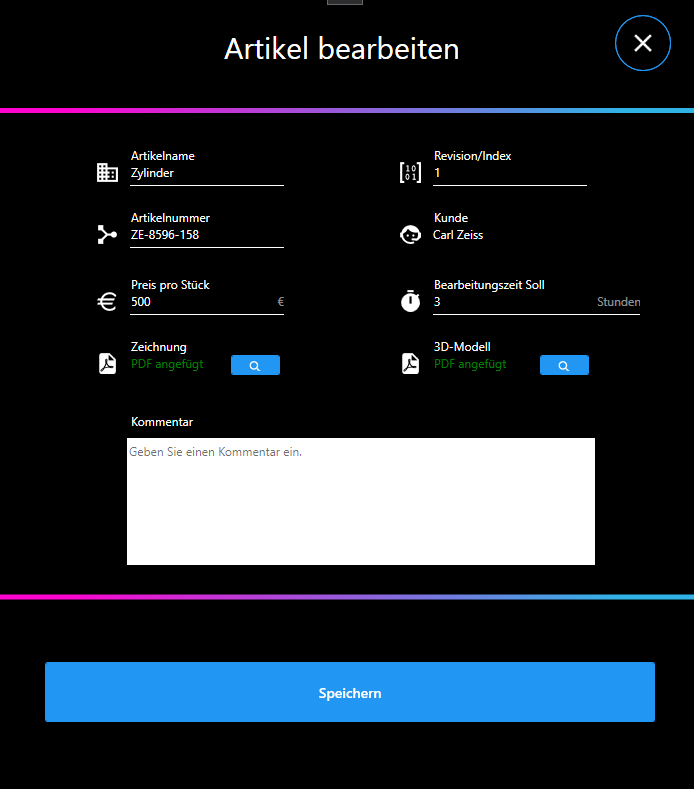 Artikel bearbeiten
Artikelname
Zylinder
Revision/Index
1
Artikelnummer
ZE-8596-158
Kunde
Carl Zeiss
Preis pro Stück
500 €
Bearbeitungszeit Soll
3 Stunden
Zeichnung
PDF angefügt
3D-Modell
PDF angefügt
Kommentar
Geben Sie einen Kommentar ein.
Speichern